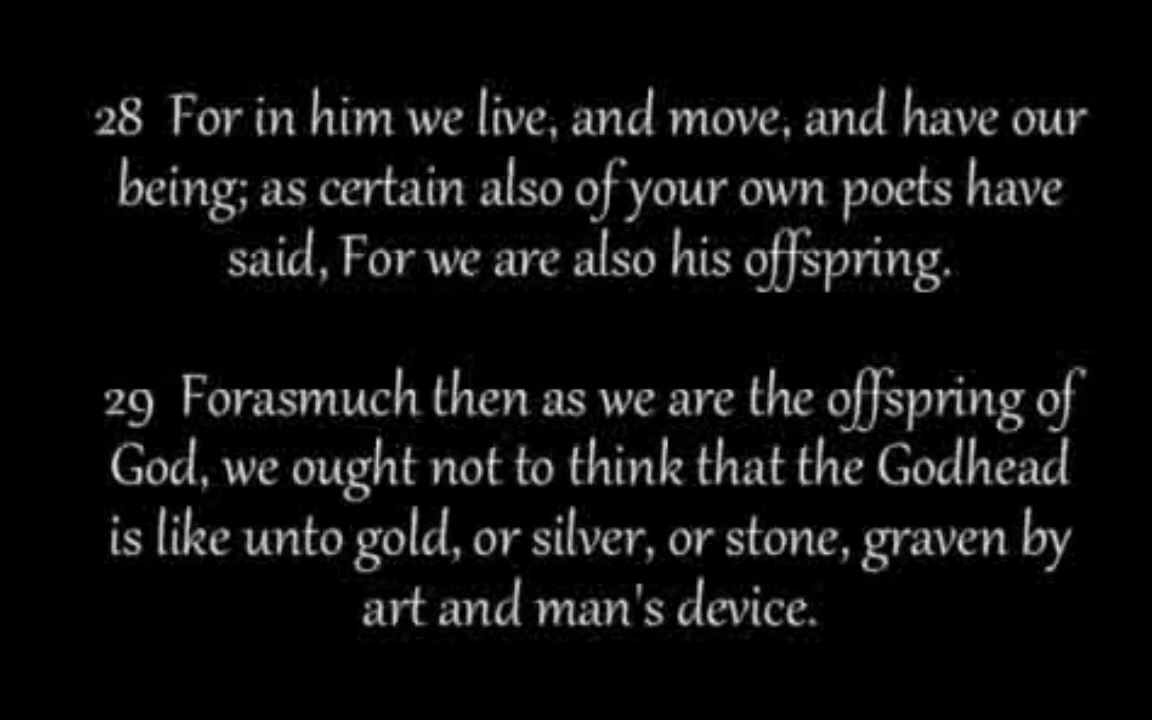 28 For in him we live, and move, and have our
being; as certain also of your own poets have
said, For we are also his offspring.
29 Forasmuch then as we are the offspring of
God, we ought not to think that the Godhead
is like unto gold, or silver, or stone, graven by
art and man's device.